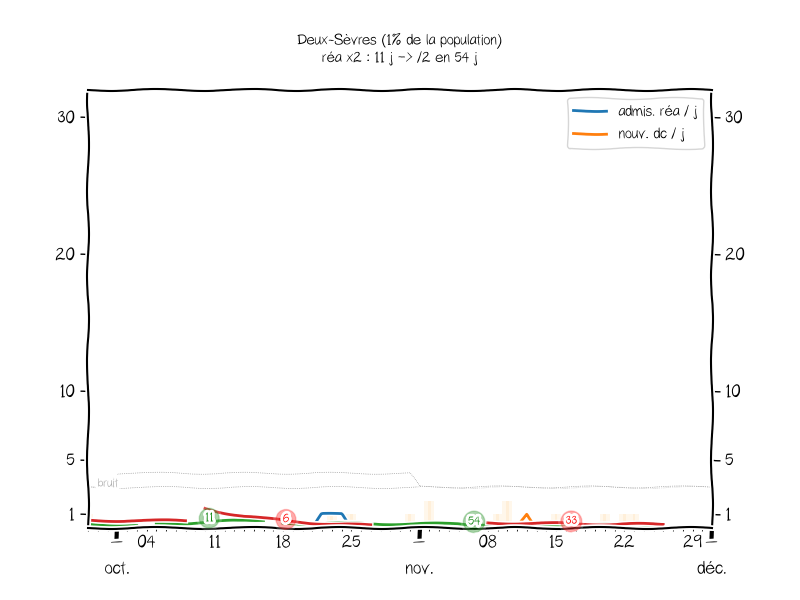 Deux-Sèvres (1% de la population)
réa x2 : 11 j -> /2 en 54 j
admis. réa / j
nouv. dc / j
30
30
20
20
10
10
5
5
bruit
1
1
11
6
54
33
04
11
18
25
08
15
22
29
oct.
nov.
déc.